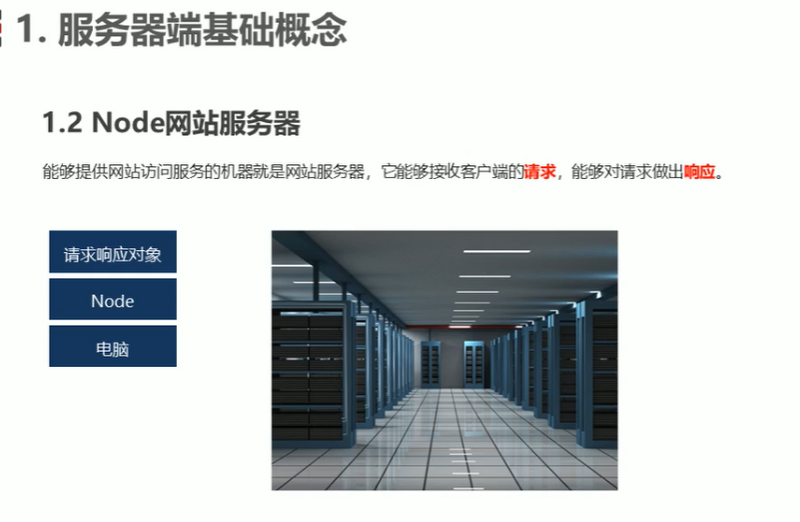 1. 服务器端基础概念
1.2 Node网站服务器
能够提供网站访问服务的机器就是网站服务器，它能够接收客户端的请求，能够对请求做出响应。
请求响应对象
Node
电脑